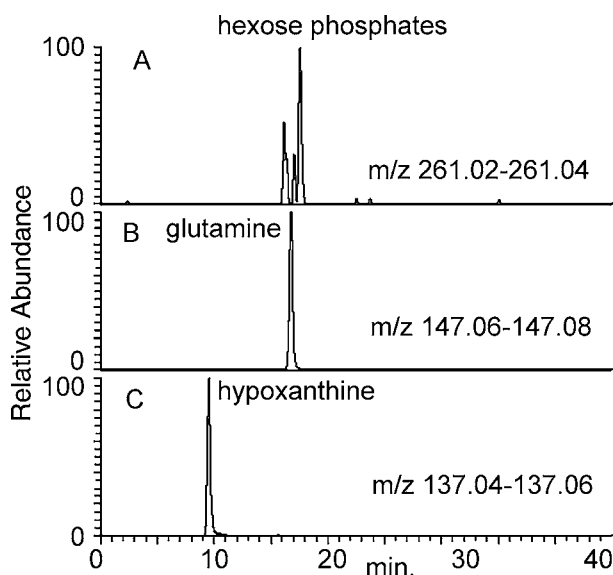 hexose phosphates
100
A
m/z 261.02-261.04
0
Relative Abundance
100
B
glutamine
m/z 147.06-147.08
0
100
C
hypoxanthine
m/z 137.04-137.06
0
0 10 20 30 40
min.